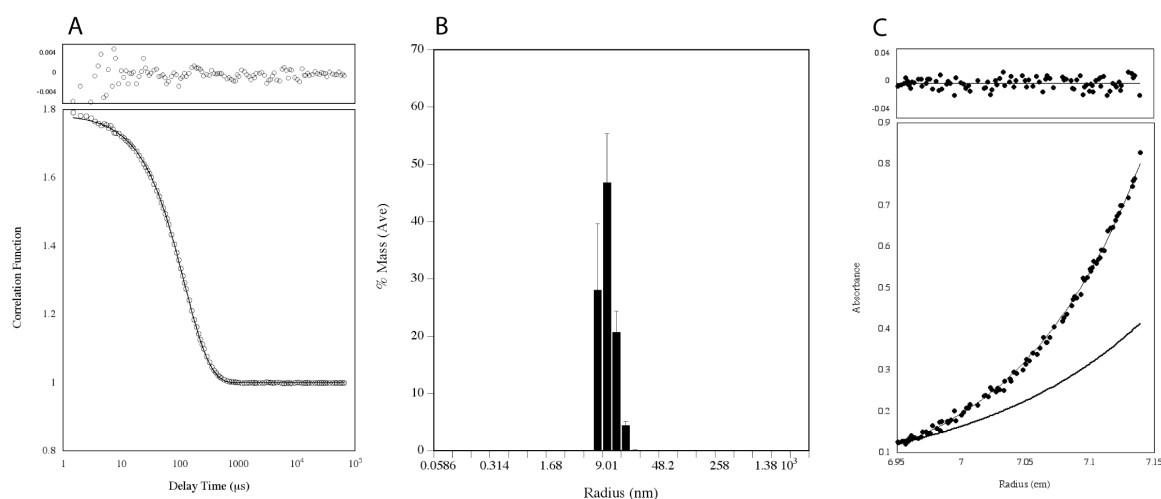 A
0.004
0
-0.004
1.8
1.6
1.4
1.2
1
0.8
1 10 100 1000 10⁴ 10⁵
Correlation Function
Delay Time (µs)
B
70
60
50
40
30
20
10
0
% Mass (Ave)
0.0586 0.314 1.68 9.01 48.2 258 1.38 10³
Radius (nm)
C
0.04
0
-0.04
0.9
0.8
0.7
0.6
0.5
0.4
0.3
0.2
0.1
Absorbance
6.95 7 7.05 7.1 7.15
Radius (cm)